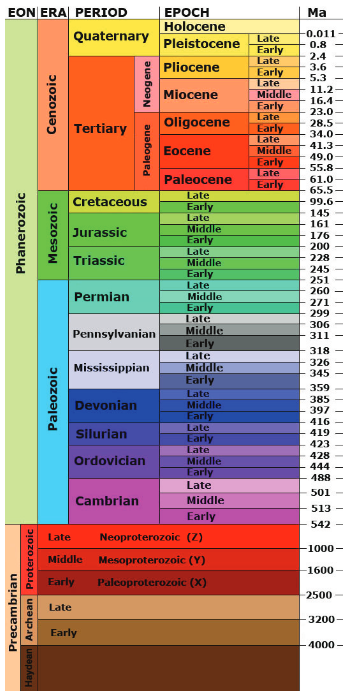 EON ERA PERIOD EPOCH Ma
Phanerozoic
Cenozoic
Quaternary
Holocene
0.011
Pleistocene
Late
0.8
Early
2.4
Tertiary
Neogene
Pliocene
Late
3.6
Early
5.3
Miocene
Late
11.2
Middle
16.4
Early
23.0
Paleogene
Oligocene
Late
28.5
Early
34.0
Eocene
Late
41.3
Middle
49.0
Early
55.8
Paleocene
Late
61.0
Early
65.5
Mesozoic
Cretaceous
Late
99.6
Early
145
Jurassic
Late
161
Middle
176
Early
200
Triassic
Late
228
Middle
245
Early
251
Paleozoic
Permian
Late
260
Middle
271
Early
299
Pennsylvanian
Late
306
Middle
311
Early
318
Mississippian
Late
326
Middle
345
Early
359
Devonian
Late
385
Middle
397
Early
416
Silurian
Late
419
Early
423
Ordovician
Late
428
Middle
444
Early
488
Cambrian
Late
501
Middle
513
Early
542
Precambrian
Proterozoic
Late Neoproterozoic (Z)
1000
Middle Mesoproterozoic (Y)
1600
Early Paleoproterozoic (X)
2500
Archean
Late
3200
Early
4000
Haydean